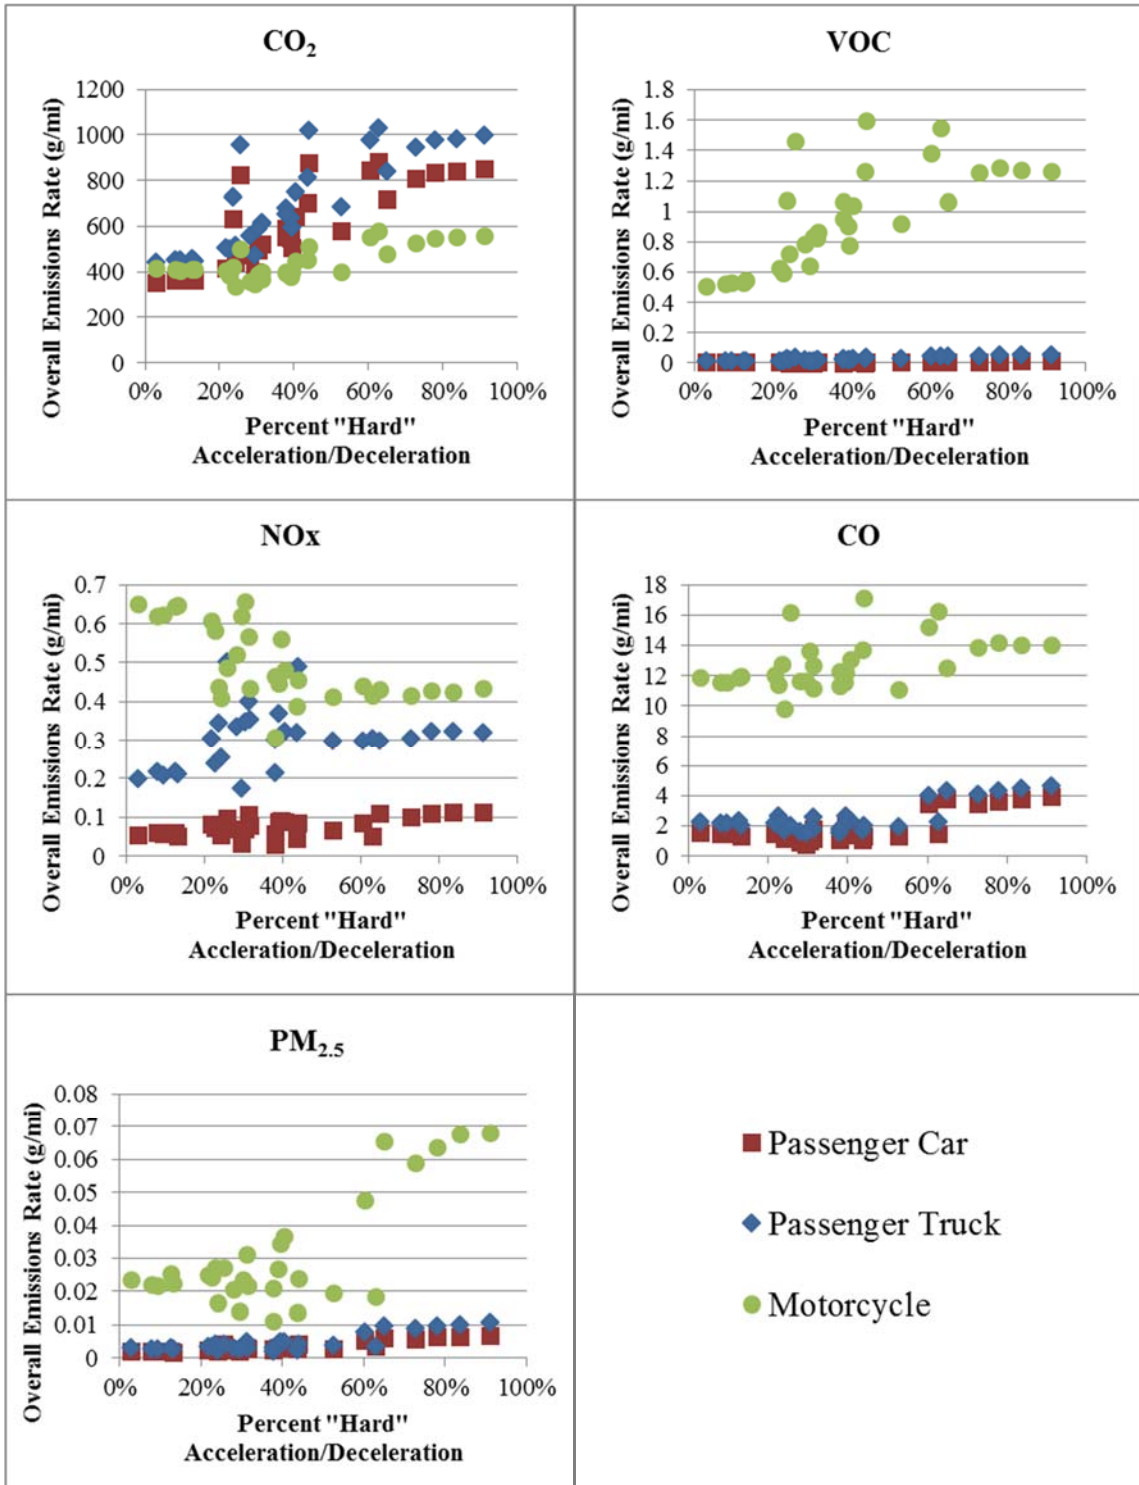 CO₂
Overall Emissions Rate (g/mi)
1200
1000
800
600
400
200
0
0% 20% 40% 60% 80% 100%
Percent "Hard"
Accleration/Deceleration
VOC
Overall Emissions Rate (g/mi)
1.8
1.6
1.4
1.2
1
0.8
0.6
0.4
0.2
0
0% 20% 40% 60% 80% 100%
Percent "Hard"
Accleration/Deceleration
NOx
Overall Emissions Rate (g/mi)
0.7
0.6
0.5
0.4
0.3
0.2
0.1
0
0% 20% 40% 60% 80% 100%
Percent "Hard"
Accleration/Deceleration
CO
Overall Emissions Rate (g/mi)
18
16
14
12
10
8
6
4
2
0
0% 20% 40% 60% 80% 100%
Percent "Hard"
Accleration/Deceleration
PM₂.₅
Overall Emissions Rate (g/mi)
0.08
0.07
0.06
0.05
0.04
0.03
0.02
0.01
0
0% 20% 40% 60% 80% 100%
Percent "Hard"
Accleration/Deceleration
Passenger Car
Passenger Truck
Motorcycle